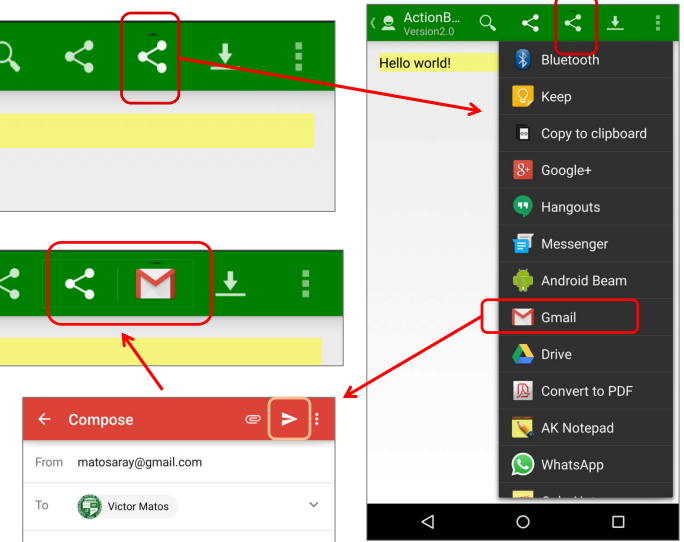 ActionB...
Version2.0
Hello world!
Bluetooth
Keep
Copy to clipboard
Google+
Hangouts
Messenger
Android Beam
Gmail
Drive
Convert to PDF
AK Notepad
WhatsApp
Compose
From matosaray@gmail.com
To Victor Matos